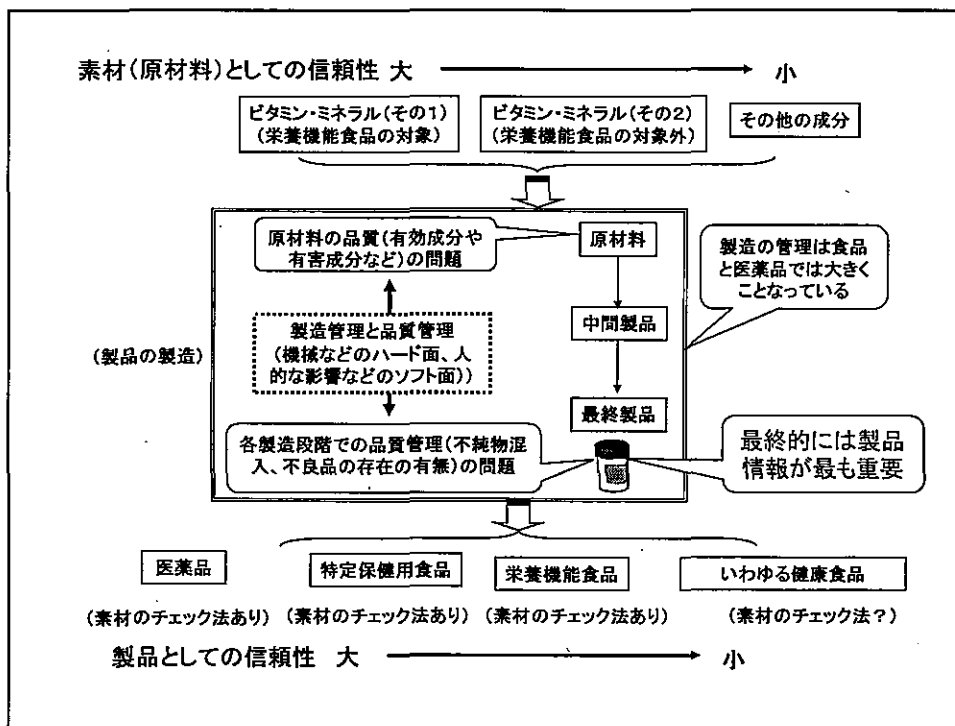 素材(原材料)としての信頼性 大
小
ビタミン・ミネラル(その1)
(栄養機能食品の対象)
ビタミン・ミネラル(その2)
(栄養機能食品の対象外)
その他の成分
原材料の品質(有効成分や
有害成分など)の問題
原材料
製造の管理は食品
と医薬品では大きく
ことなっている
製造管理と品質管理
(機械などのハード面、人
的な影響などのソフト面))
中間製品
(製品の製造)
最終製品
各製造段階での品質管理(不純物混
入、不良品の存在の有無)の問題
最終的には製品
情報が最も重要
医薬品
特定保健用食品
栄養機能食品
いわゆる健康食品
(素材のチェック法あり)
(素材のチェック法あり)
(素材のチェック法あり)
(素材のチェック法?)
製品としての信頼性 大
小